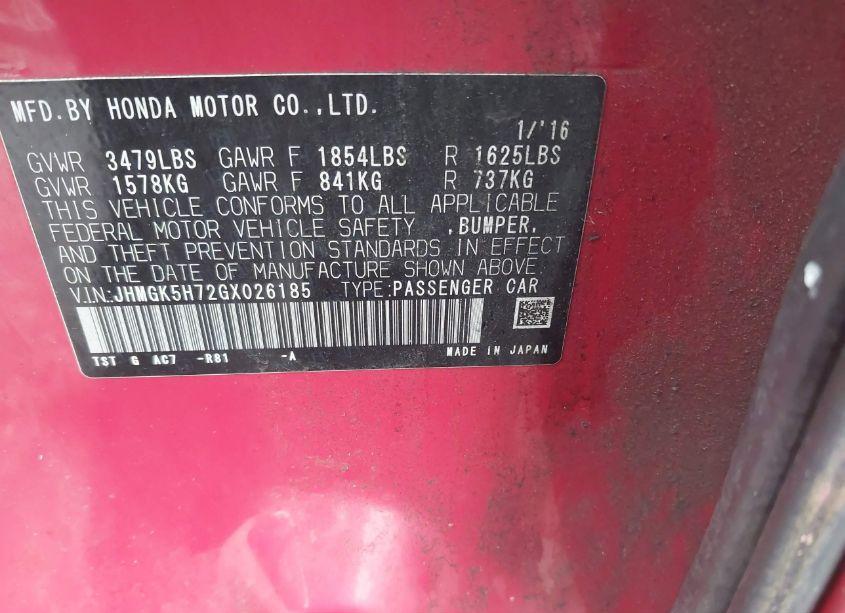 MFD.BY HONDA MOTOR CO.,LTD.
1/'16
GVWR 3479LBS GAWR F 1854LBS R 1625LBS
GVWR 1578KG GAWR F 841KG R 737KG
THIS VEHICLE CONFORMS TO ALL APPLICABLE
FEDERAL MOTOR VEHICLE SAFETY ,BUMPER,
AND THEFT PREVENTION STANDARDS IN EFFECT
ON THE DATE OF MANUFACTURE SHOWN ABOVE.
VIN:JHMGK5H72GX026185 TYPE:PASSENGER CAR
TST G AC7 -R81 -A MADE IN JAPAN